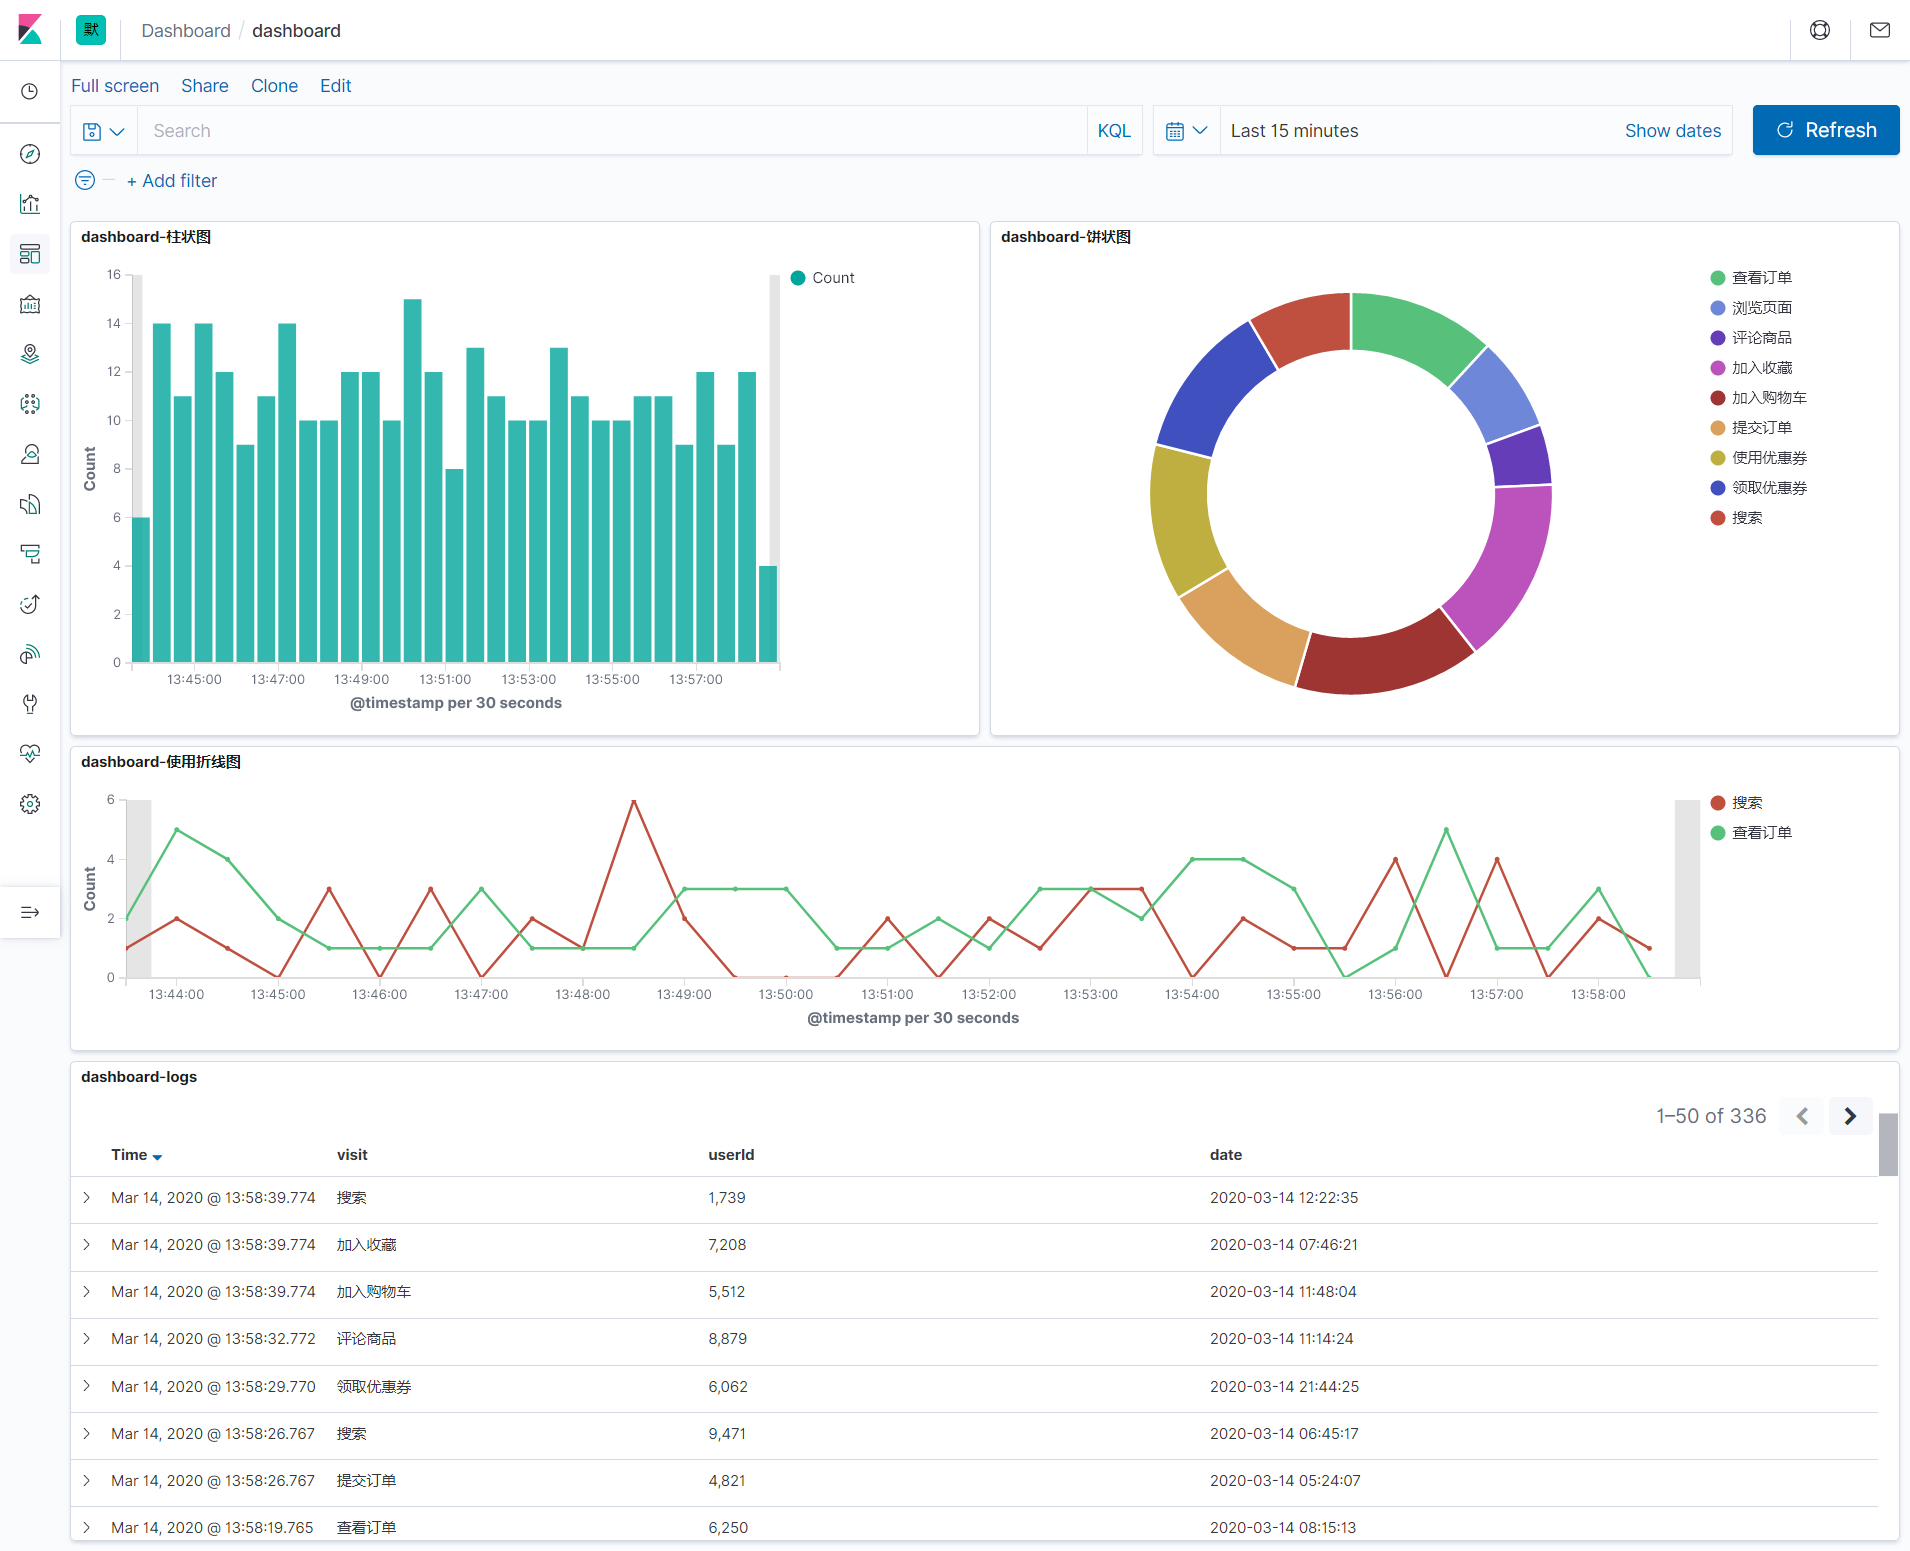 默
Dashboard / dashboard
Full screen Share Clone Edit
Search KQL Last 15 minutes Show dates Refresh
+ Add filter
dashboard-柱状图
16
14
12
10
8
6
4
2
0
Count
13:45:00 13:47:00 13:49:00 13:51:00 13:53:00 13:55:00 13:57:00
@timestamp per 30 seconds
Count
dashboard-饼状图
查看订单
浏览页面
评论商品
加入收藏
加入购物车
提交订单
使用优惠券
领取优惠券
搜索
dashboard-使用折线图
6
4
2
0
Count
13:44:00 13:45:00 13:46:00 13:47:00 13:48:00 13:49:00 13:50:00 13:51:00 13:52:00 13:53:00 13:54:00 13:55:00 13:56:00 13:57:00 13:58:00
@timestamp per 30 seconds
搜索
查看订单
dashboard-logs
1–50 of 336
Time visit userId date
Mar 14, 2020 @ 13:58:39.774 搜索 1,739 2020-03-14 12:22:35
Mar 14, 2020 @ 13:58:39.774 加入收藏 7,208 2020-03-14 07:46:21
Mar 14, 2020 @ 13:58:39.774 加入购物车 5,512 2020-03-14 11:48:04
Mar 14, 2020 @ 13:58:32.772 评论商品 8,879 2020-03-14 11:14:24
Mar 14, 2020 @ 13:58:29.770 领取优惠券 6,062 2020-03-14 21:44:25
Mar 14, 2020 @ 13:58:26.767 搜索 9,471 2020-03-14 06:45:17
Mar 14, 2020 @ 13:58:26.767 提交订单 4,821 2020-03-14 05:24:07
Mar 14, 2020 @ 13:58:19.765 查看订单 6,250 2020-03-14 08:15:13